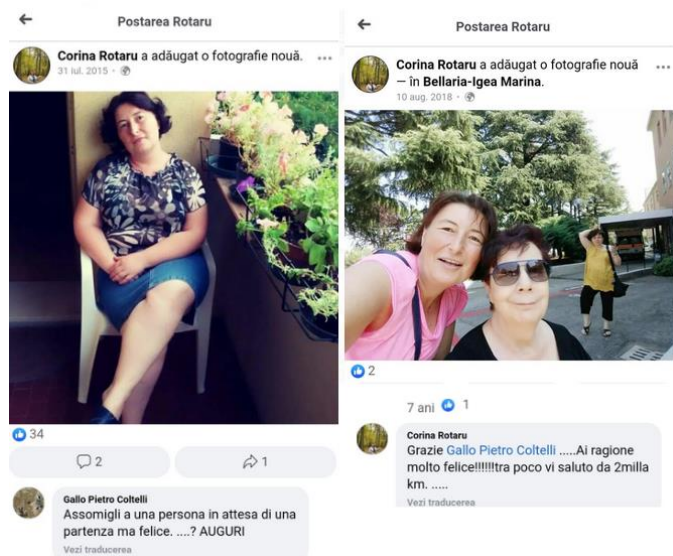 Postarea Rotaru
Corina Rotaru a adăugat o fotografie nouă.
31 iul. 2015
34
2
1
Gallo Pietro Coltelli
Assomigli a una persona in attesa di una
partenza ma felice. ....? AUGURI
Vezi traducerea
Postarea Rotaru
Corina Rotaru a adăugat o fotografie nouă
— în Bellaria-Igea Marina.
10 aug. 2018
2
7 ani 1
Corina Rotaru
Grazie Gallo Pietro Coltelli .....Ai ragione
molto felice!!!!!!tra poco vi saluto da 2milla
km. .....
Vezi traducerea